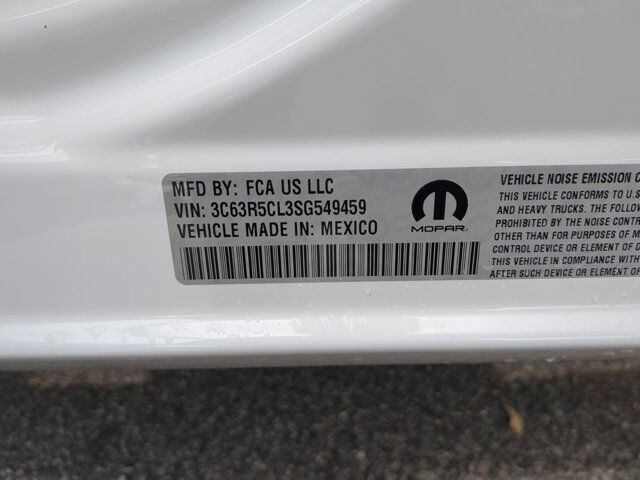 MFD BY: FCA US LLC
VIN: 3C63R5CL3SG549459
VEHICLE MADE IN: MEXICO
MOPAR
VEHICLE NOISE EMISSION C
THIS VEHICLE CONFORMS TO U.S.
AND HEAVY TRUCKS. THE
PROHIBITED BY THE NOISE CONTR
OTHER THAN FOR PURPOSES OF M
CONTROL DEVICE OR ELEMENT OF D
THIS VEHICLE IN COMPLIANCE WITH
AFTER SUCH DEVICE OR ELEMENT OF